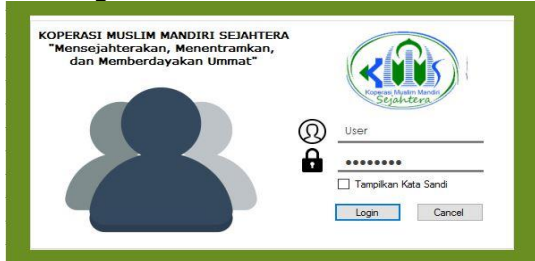 KOPERASI MUSLIM MANDIRI SEJAHTERA
"Mensejahterakan, Menentramkan,
dan Memberdayakan Ummat"
Koperasi Muslim Mandiri
Sejahtera
User
Tampilkan Kata Sandi
Login
Cancel